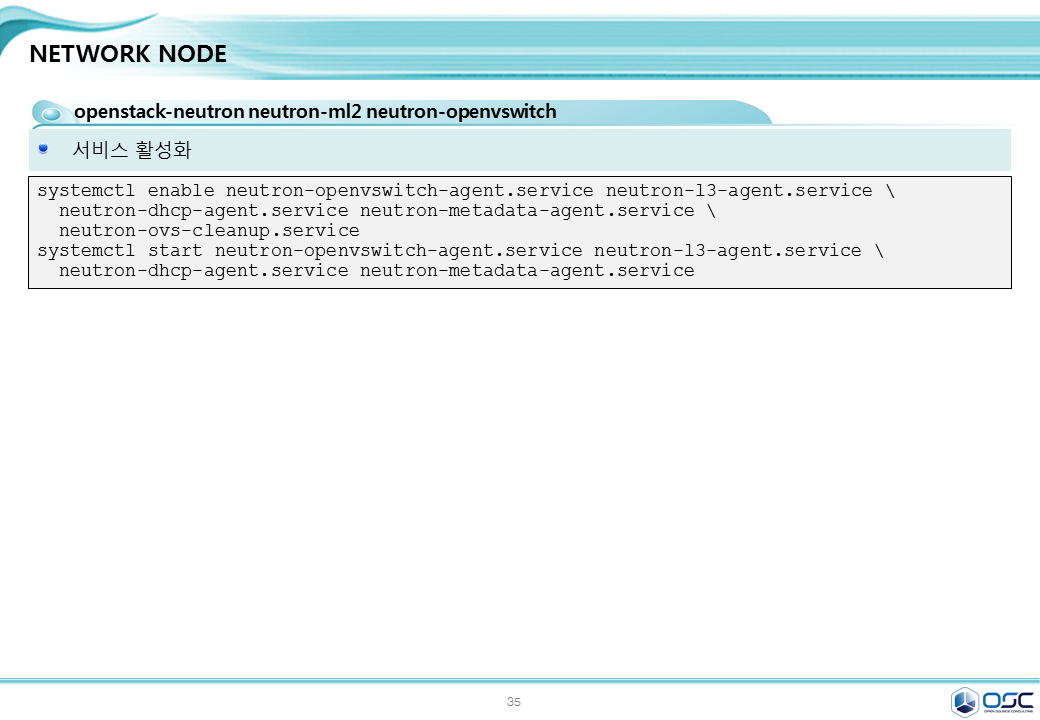 NETWORK NODE
openstack-neutron neutron-ml2 neutron-openvswitch
서비스 활성화
systemctl enable neutron-openvswitch-agent.service neutron-l3-agent.service \
  neutron-dhcp-agent.service neutron-metadata-agent.service \
  neutron-ovs-cleanup.service
systemctl start neutron-openvswitch-agent.service neutron-l3-agent.service \
  neutron-dhcp-agent.service neutron-metadata-agent.service
35
OSC
OPEN SOURCE CONSULTING